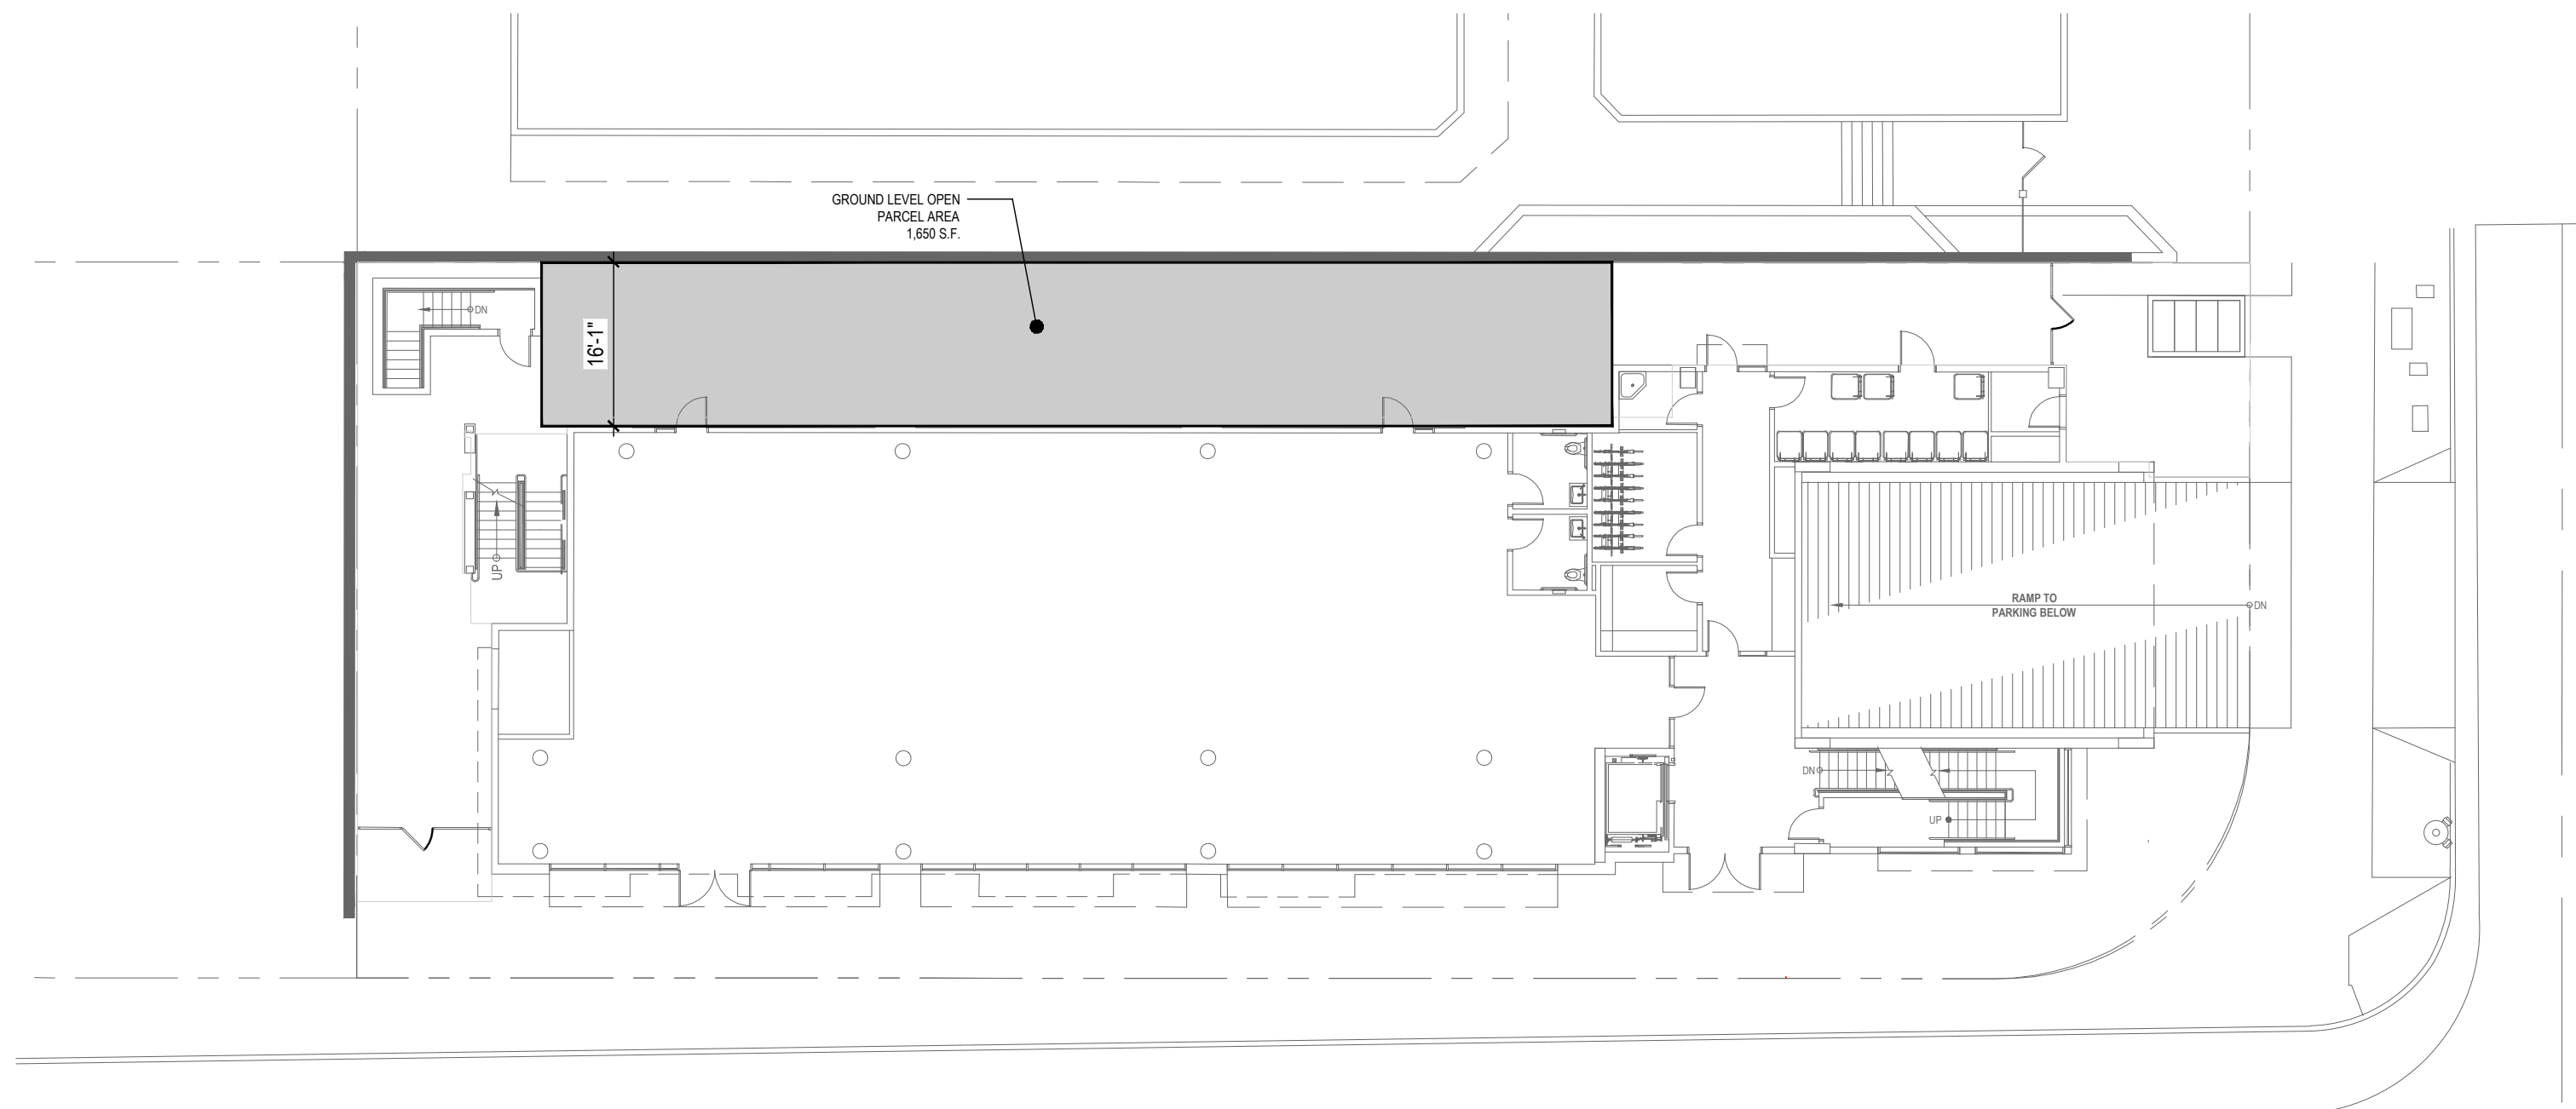 GROUND LEVEL OPEN
PARCEL AREA
1,650 S.F.
DN
16'-1"
UP
RAMP TO
PARKING BELOW
DN
DN
UP